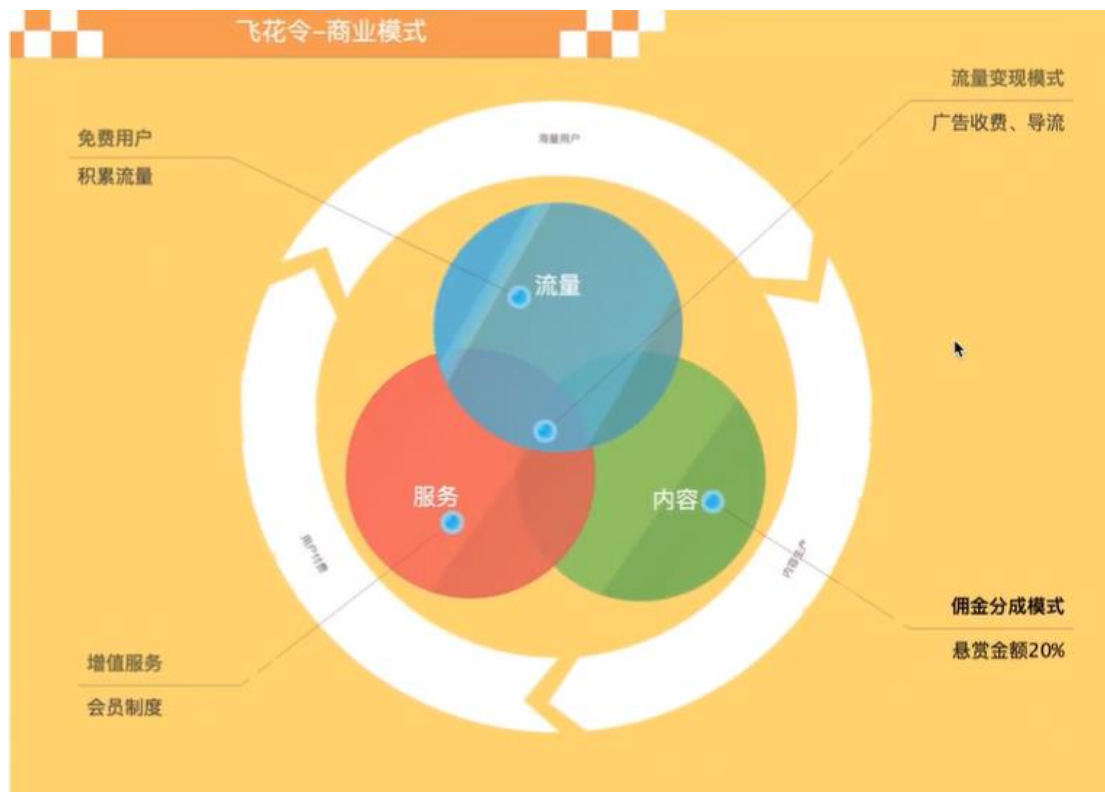 飞花令–商业模式
流量变现模式
广告收费、导流
免费用户
积累流量
海量用户
流量
服务
内容
用户付费
内容生产
佣金分成模式
悬赏金额20%
增值服务
会员制度